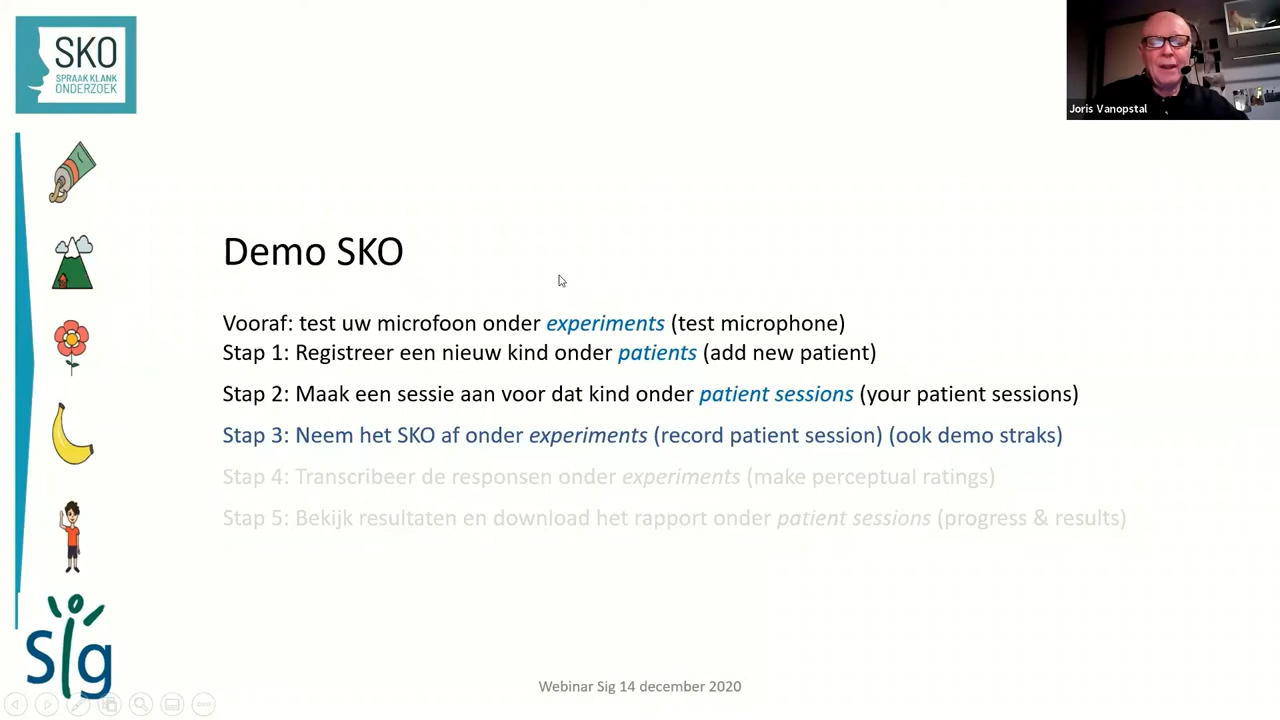 SKO
SPRAAK KLANK
ONDERZOEK
Joris Vanopstal
Demo SKO
Vooraf: test uw microfoon onder experiments (test microphone)
Stap 1: Registreer een nieuw kind onder patients (add new patient)
Stap 2: Maak een sessie aan voor dat kind onder patient sessions (your patient sessions)
Stap 3: Neem het SKO af onder experiments (record patient session) (ook demo straks)
Stap 4: Transcribeer de responsen onder experiments (make perceptual ratings)
Stap 5: Bekijk resultaten en download het rapport onder patient sessions (progress & results)
Sig
Webinar Sig 14 december 2020